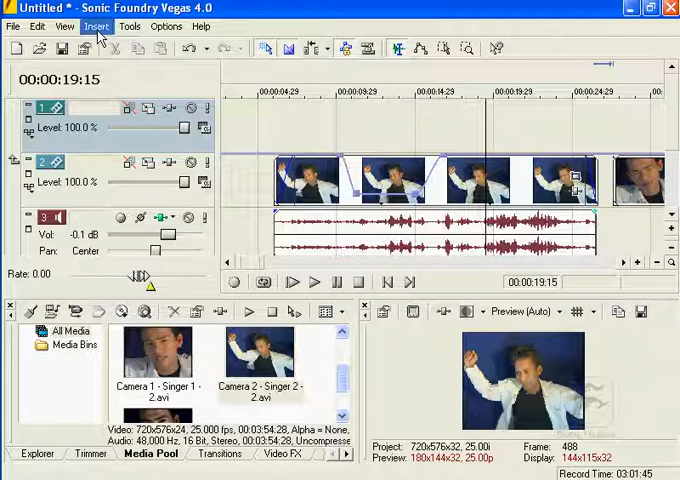 Untitled * - Sonic Foundry Vegas 4.0
File Edit View Insert Tools Options Help
00:00:19:15
00:00:04:29 00:00:09:29 00:00:14:29 00:00:19:29 00:00:24:29 00:00:
1
Level: 100.0 %
2
Level: 100.0 %
3
Vol: -0.1 dB
Pan: Center
Rate: 0.00
00:00:19:15
Preview (Auto)
All Media
Media Bins
Camera 1 - Singer 1 - 2.avi
Camera 2 - Singer 2 - 2.avi
Video: 720x576x24, 25.000 fps, 00:03:54:28, Alpha = None,
Audio: 48,000 Hz, 16 Bit, Stereo, 00:03:54:28, Uncompresse
Project: 720x576x32, 25.00i
Frame: 488
Preview: 180x144x32, 25.00p
Display: 144x115x32
Explorer Trimmer Media Pool Transitions Video FX
Record Time: 03:01:45